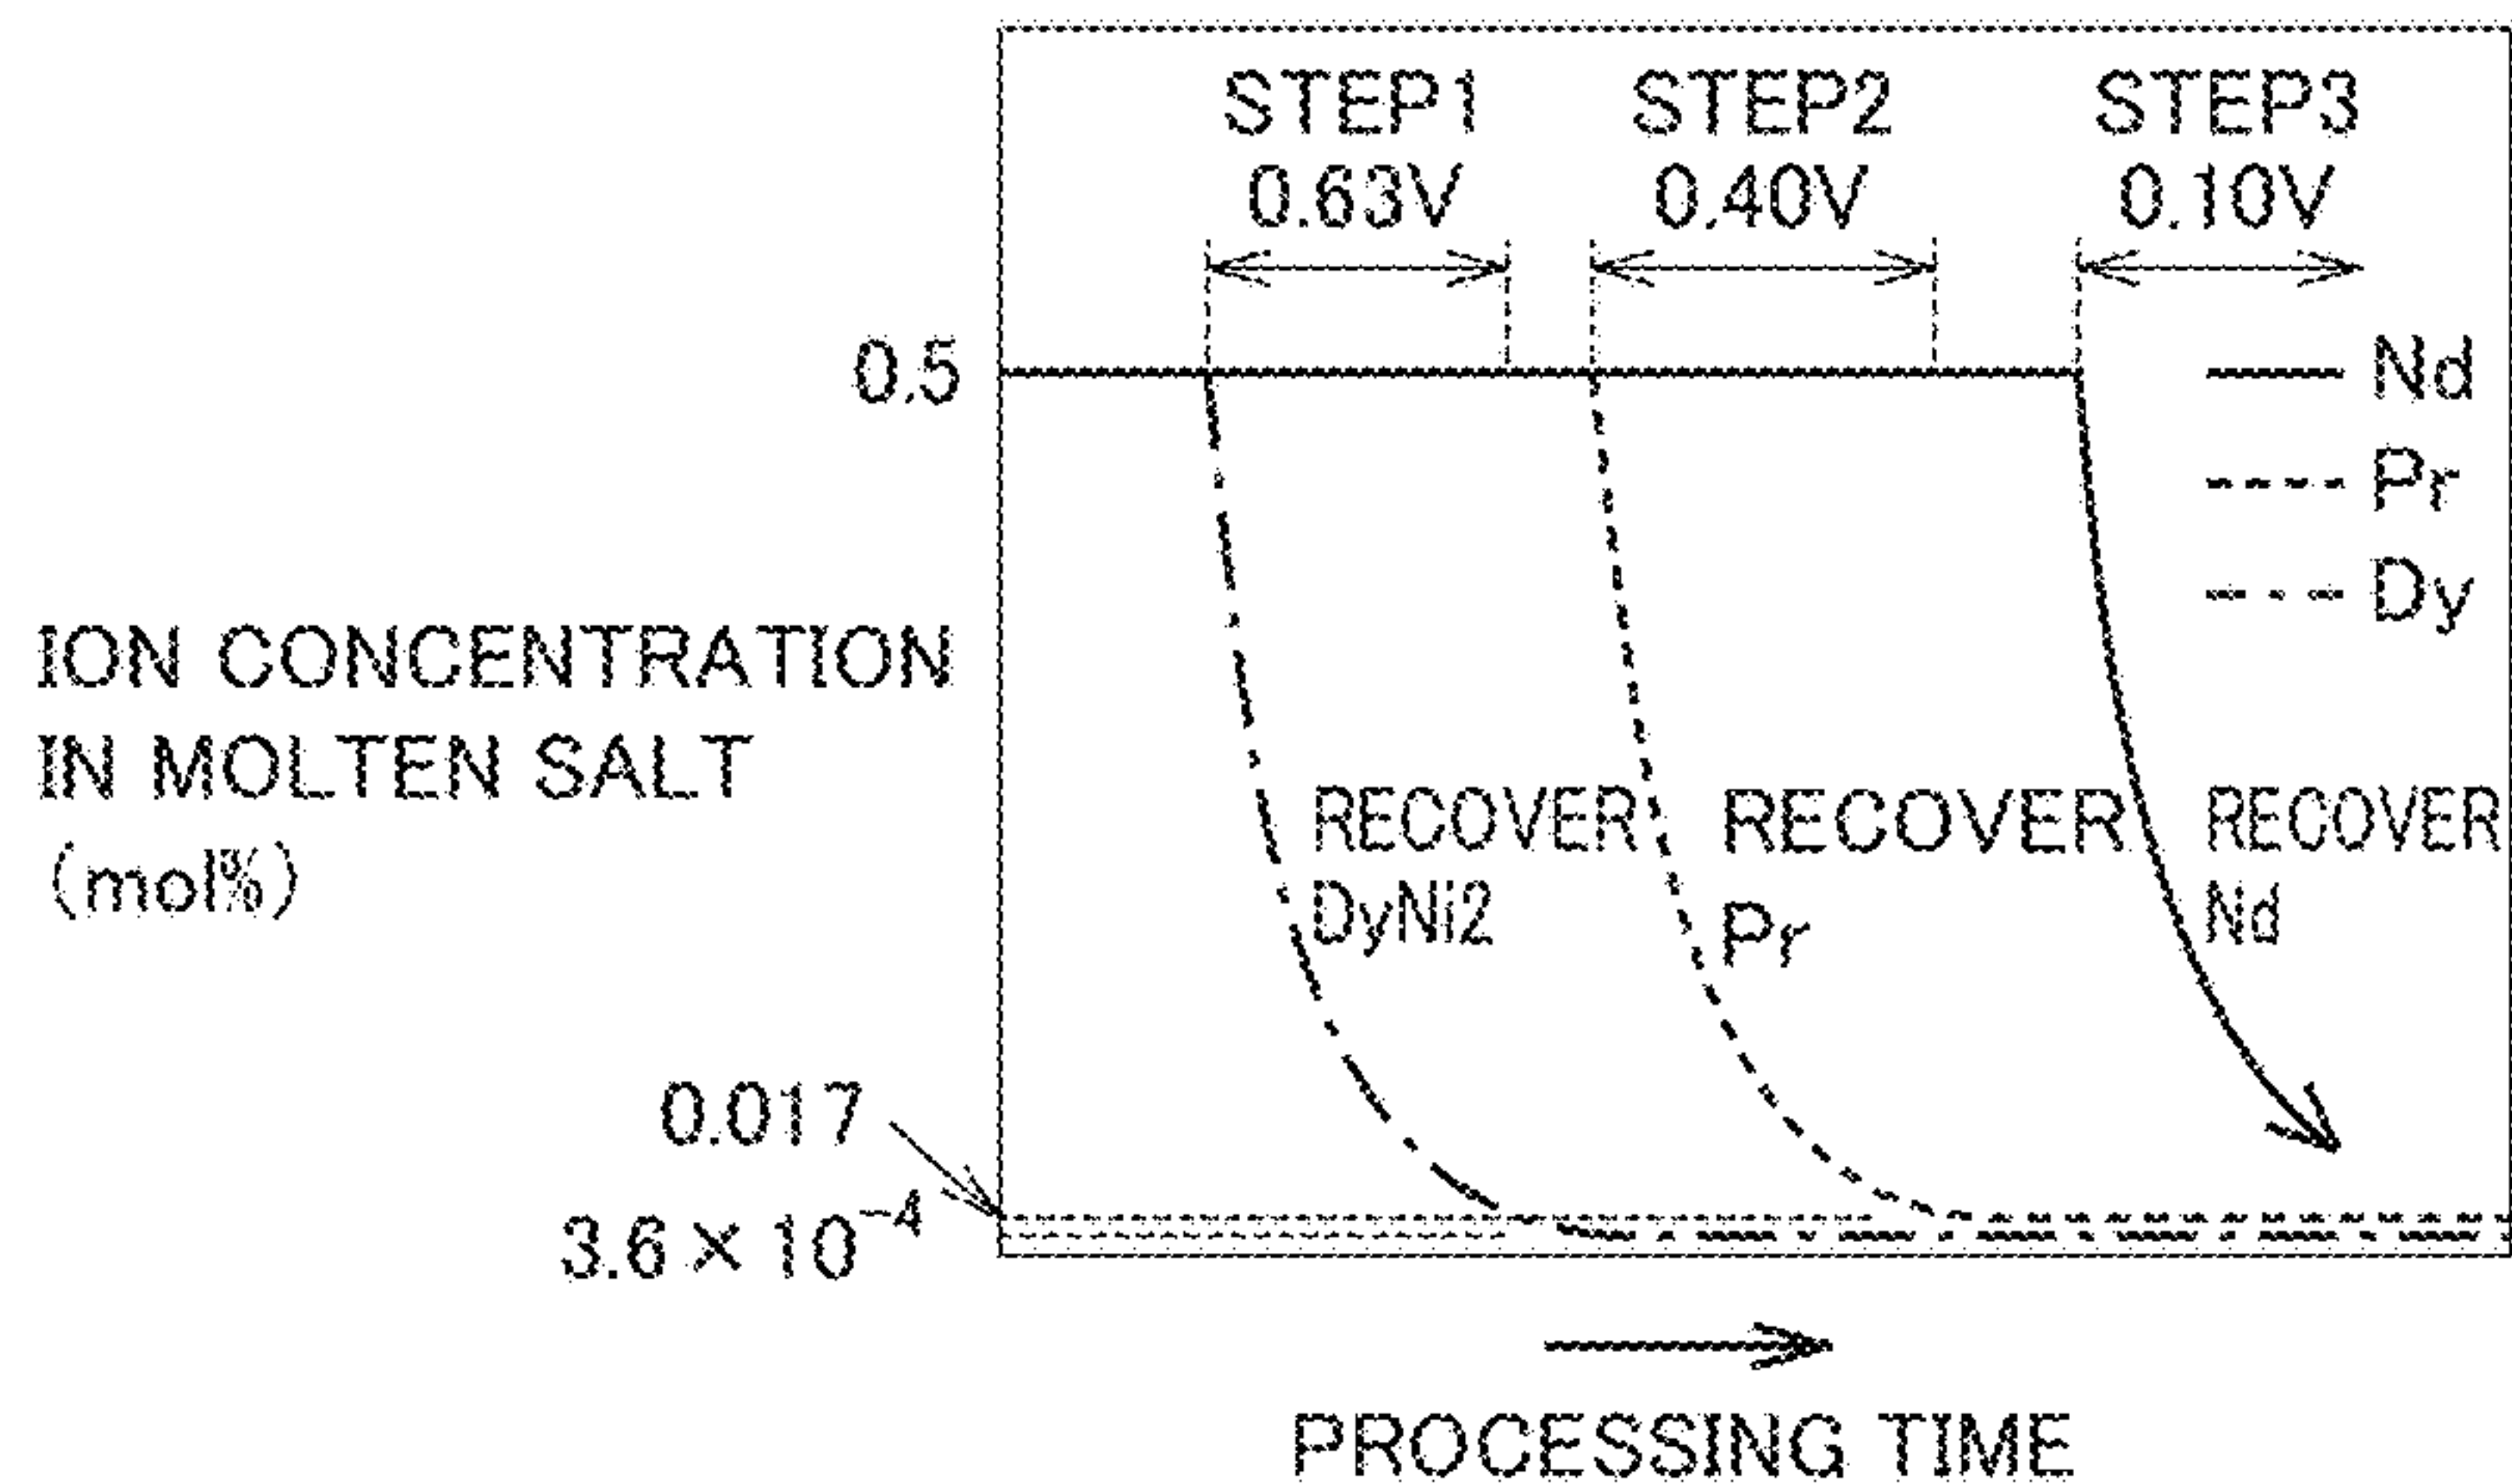 STEP1 STEP2 STEP3
0.63V 0.40V 0.10V
0.5
Nd
Pr
Dy
ION CONCENTRATION
IN MOLTEN SALT
(mol%)
RECOVER
DyNi2
RECOVER
Pr
RECOVER
Nd
0.017
3.6 × 10⁻⁴
PROCESSING TIME